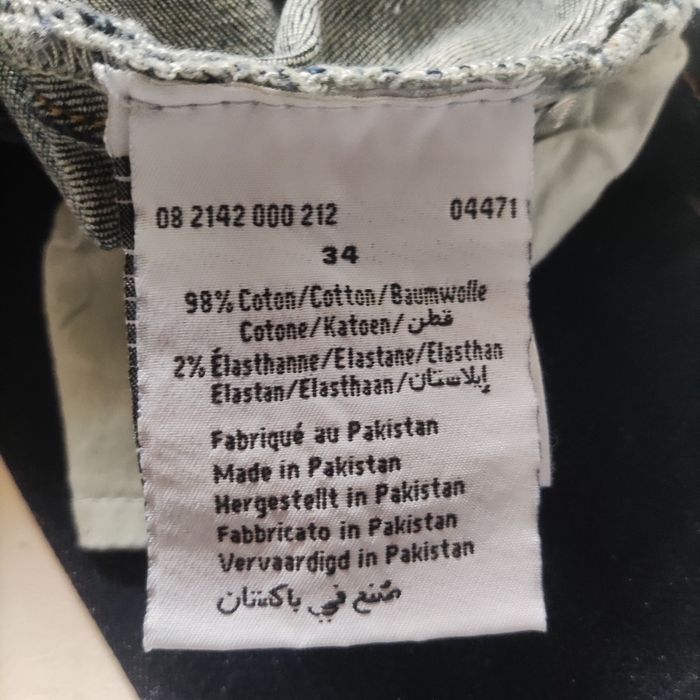 08 2142 000 212 04471
34
98% Coton/Cotton/Baumwolle
Cotone/Katoen/قطن
2% Élasthanne/Elastane/Elasthan
Elastan/Elasthaan/إيلاستان
Fabriqué au Pakistan
Made in Pakistan
Hergestellt in Pakistan
Fabbricato in Pakistan
Vervaardigd in Pakistan
صُنع في باكستان